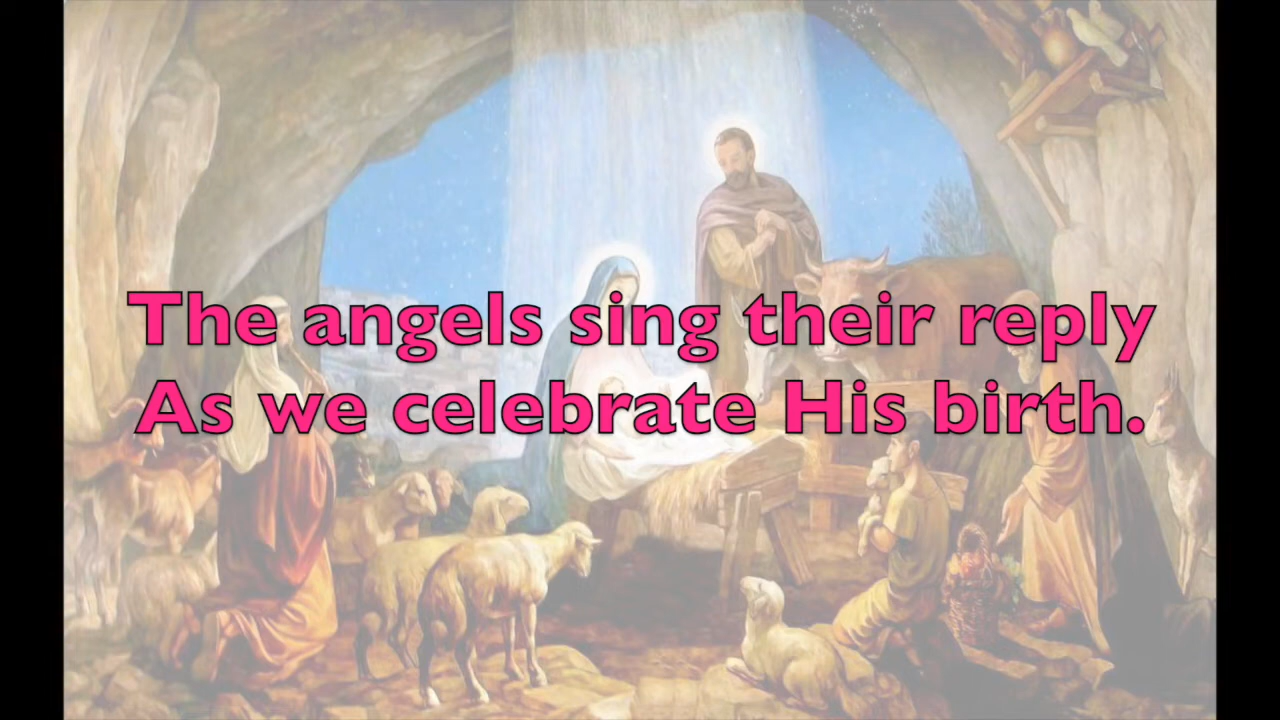 The angels sing their reply
As we celebrate His birth.